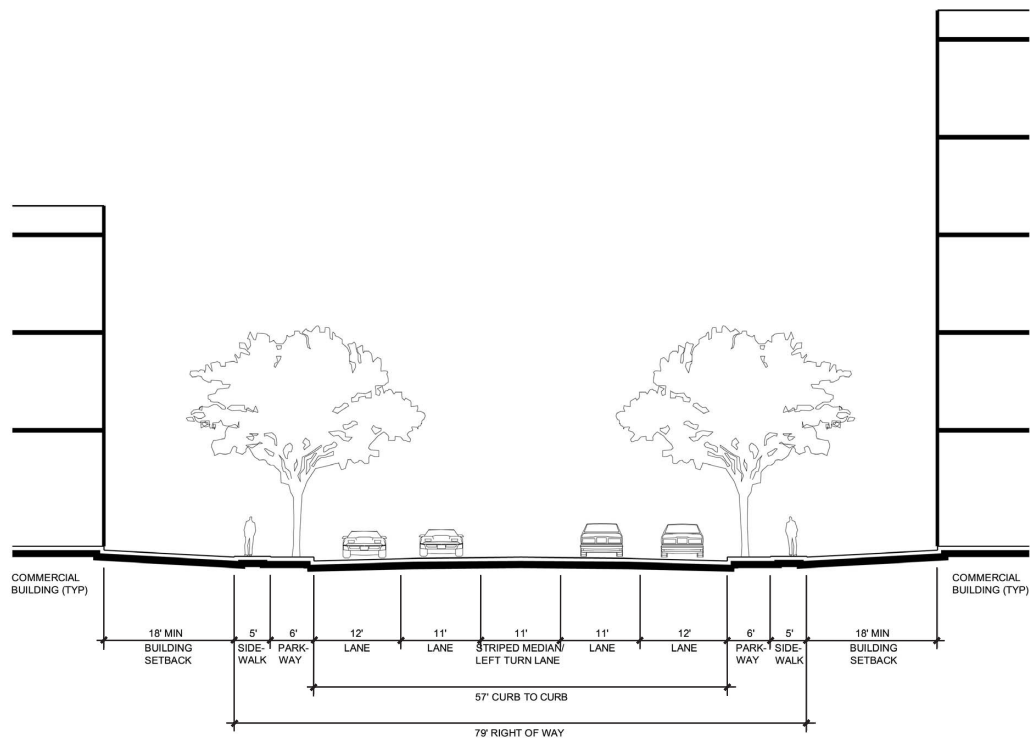 COMMERCIAL
BUILDING (TYP)
COMMERCIAL
BUILDING (TYP)
18' MIN
5'
6'
12'
11'
11'
11'
12'
6'
5'
18' MIN
BUILDING
SETBACK
SIDE-
WALK
PARK-
WAY
LANE
LANE
STRIPED MEDIAN/
LEFT TURN LANE
LANE
LANE
PARK-
WAY
SIDE-
WALK
BUILDING
SETBACK
57' CURB TO CURB
79' RIGHT OF WAY